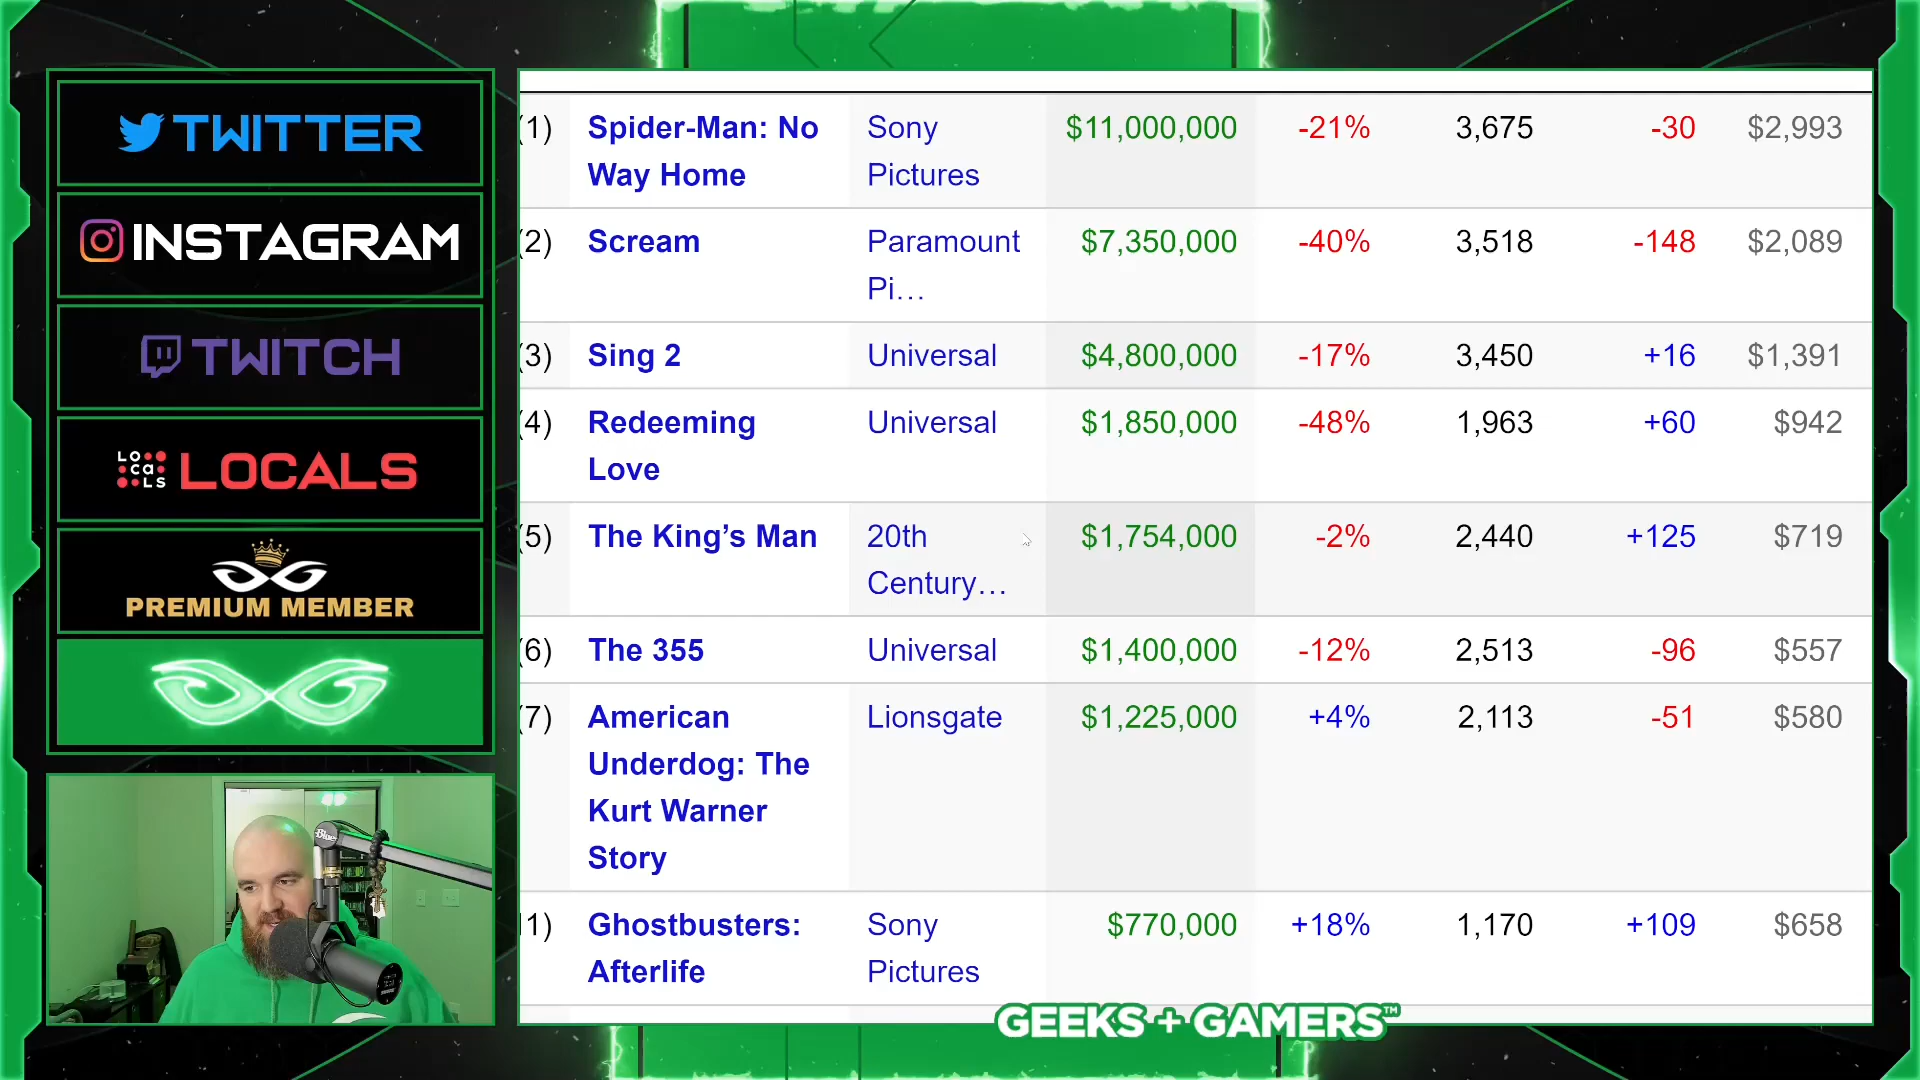 TWITTER
INSTAGRAM
TWITCH
LOCALS
LOCALS
PREMIUM MEMBER
(1) Spider-Man: No Sony $11,000,000 -21% 3,675 -30 $2,993
Way Home Pictures
(2) Scream Paramount $7,350,000 -40% 3,518 -148 $2,089
Pi…
(3) Sing 2 Universal $4,800,000 -17% 3,450 +16 $1,391
(4) Redeeming Universal $1,850,000 -48% 1,963 +60 $942
Love
(5) The King’s Man 20th $1,754,000 -2% 2,440 +125 $719
Century…
(6) The 355 Universal $1,400,000 -12% 2,513 -96 $557
(7) American Lionsgate $1,225,000 +4% 2,113 -51 $580
Underdog: The
Kurt Warner
Story
1) Ghostbusters: Sony $770,000 +18% 1,170 +109 $658
Afterlife Pictures
Blue
GEEKS + GAMERS™